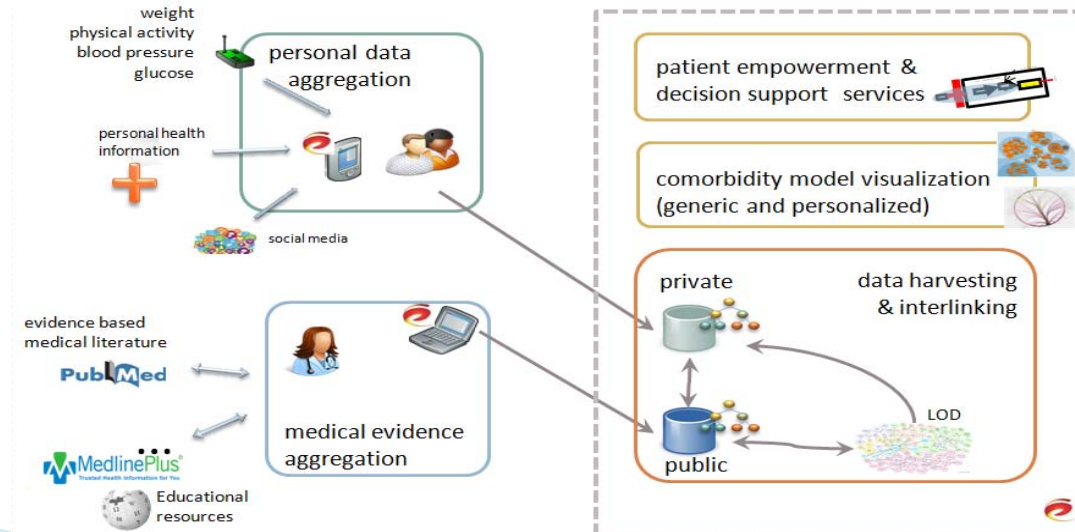 weight
physical activity
blood pressure
glucose
personal data
aggregation
personal health
information
social media
evidence based
medical literature
PubMed
medical evidence
aggregation
MedlinePlus®
Trusted Health Information for You
Educational
resources
patient empowerment &
decision support services
comorbidity model visualization
(generic and personalized)
private
data harvesting
& interlinking
LOD
public